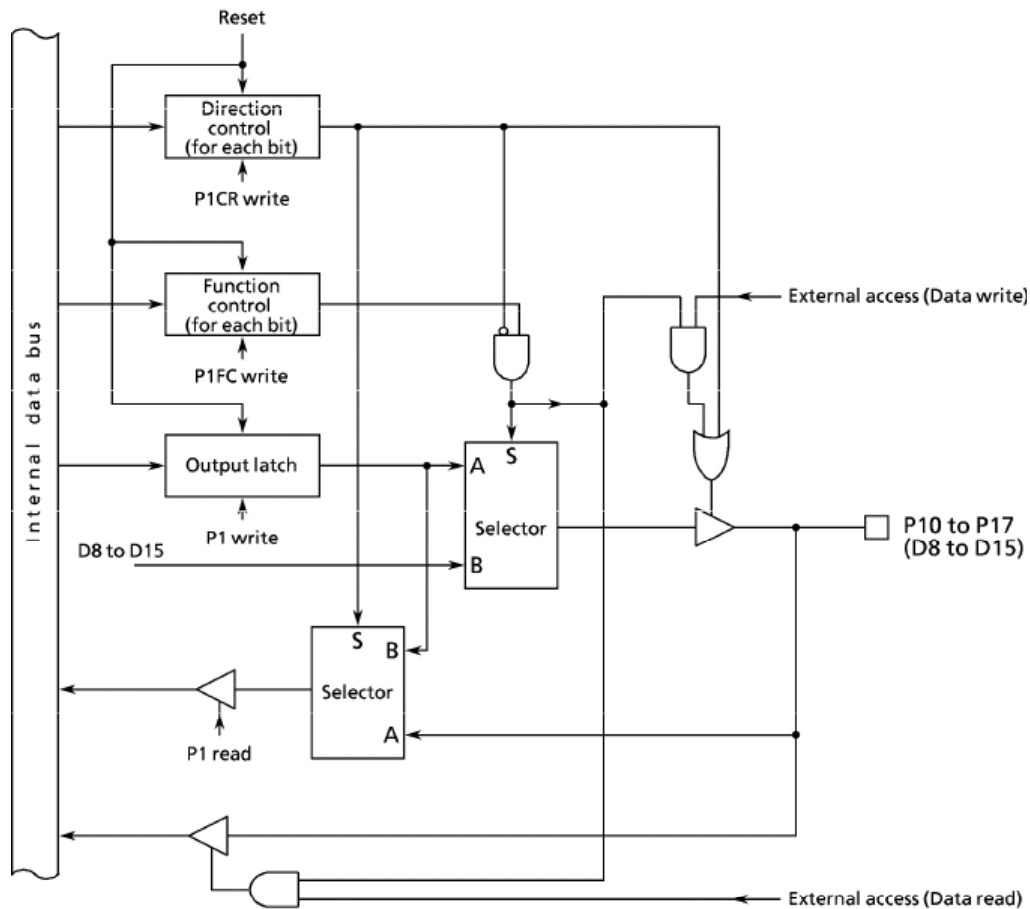 Reset
Direction
control
(for each bit)
P1CR write
Function
control
(for each bit)
External access (Data write)
P1FC write
Internal data bus
Output latch
A
S
Selector
B
P10 to P17
(D8 to D15)
P1 write
D8 to D15
S
B
Selector
A
P1 read
External access (Data read)